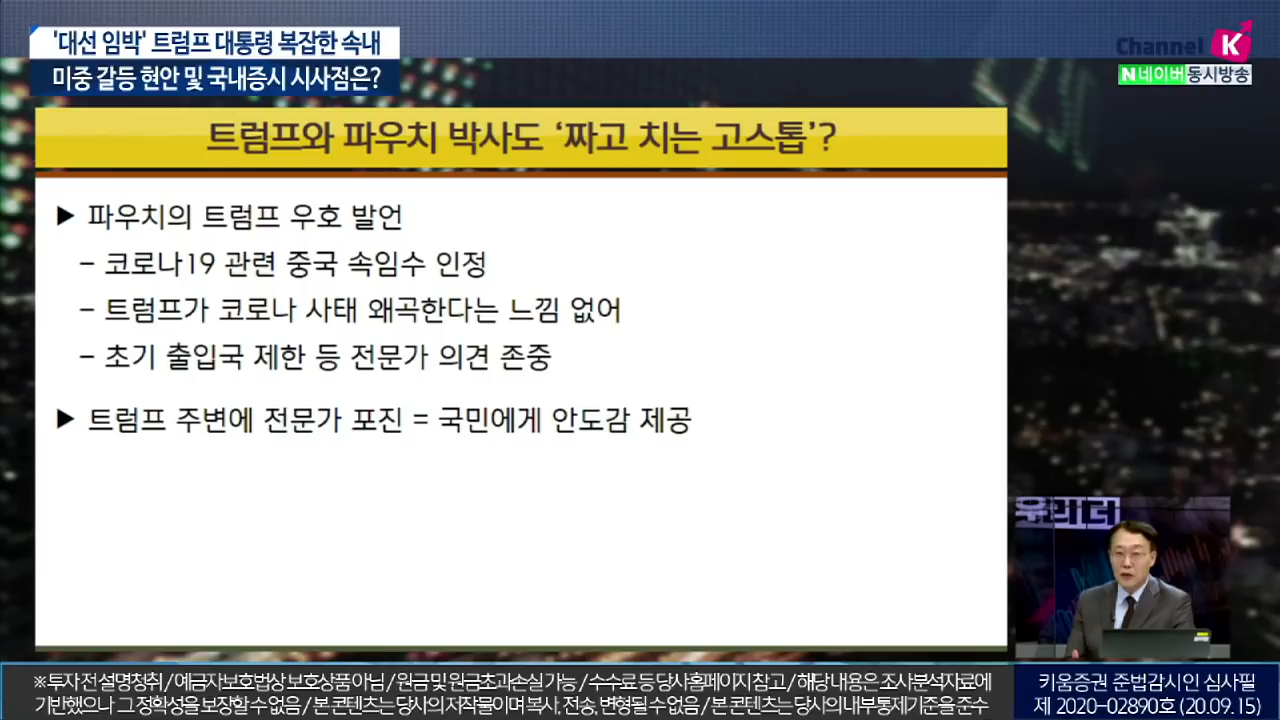 '대선 임박' 트럼프 대통령 복잡한 속내
미중 갈등 현안 및 국내증시 시사점은?
Channel K
N네이버 동시방송
트럼프와 파우치 박사도 ‘짜고 치는 고스톱’?
▶ 파우치의 트럼프 우호 발언
- 코로나19 관련 중국 속임수 인정
- 트럼프가 코로나 사태 왜곡한다는 느낌 없어
- 초기 출입국 제한 등 전문가 의견 존중
▶ 트럼프 주변에 전문가 포진 = 국민에게 안도감 제공
우리더
※ 투자 전 설명청취 / 예금자보호법상 보호상품 아님 / 원금 및 원금초과손실 가능 / 수수료 등 당사 홈페이지 참고 / 해당 내용은 조사분석자료에
기반했으나 그 정확성을 보장할 수 없음 / 본 콘텐츠는 당사의 저작물이며 복사, 전송, 변형될 수 없음 / 본 콘텐츠는 당사의 내부통제기준을 준수
키움증권 준법감시인 심사필
제 2020-02890호 (20.09.15)